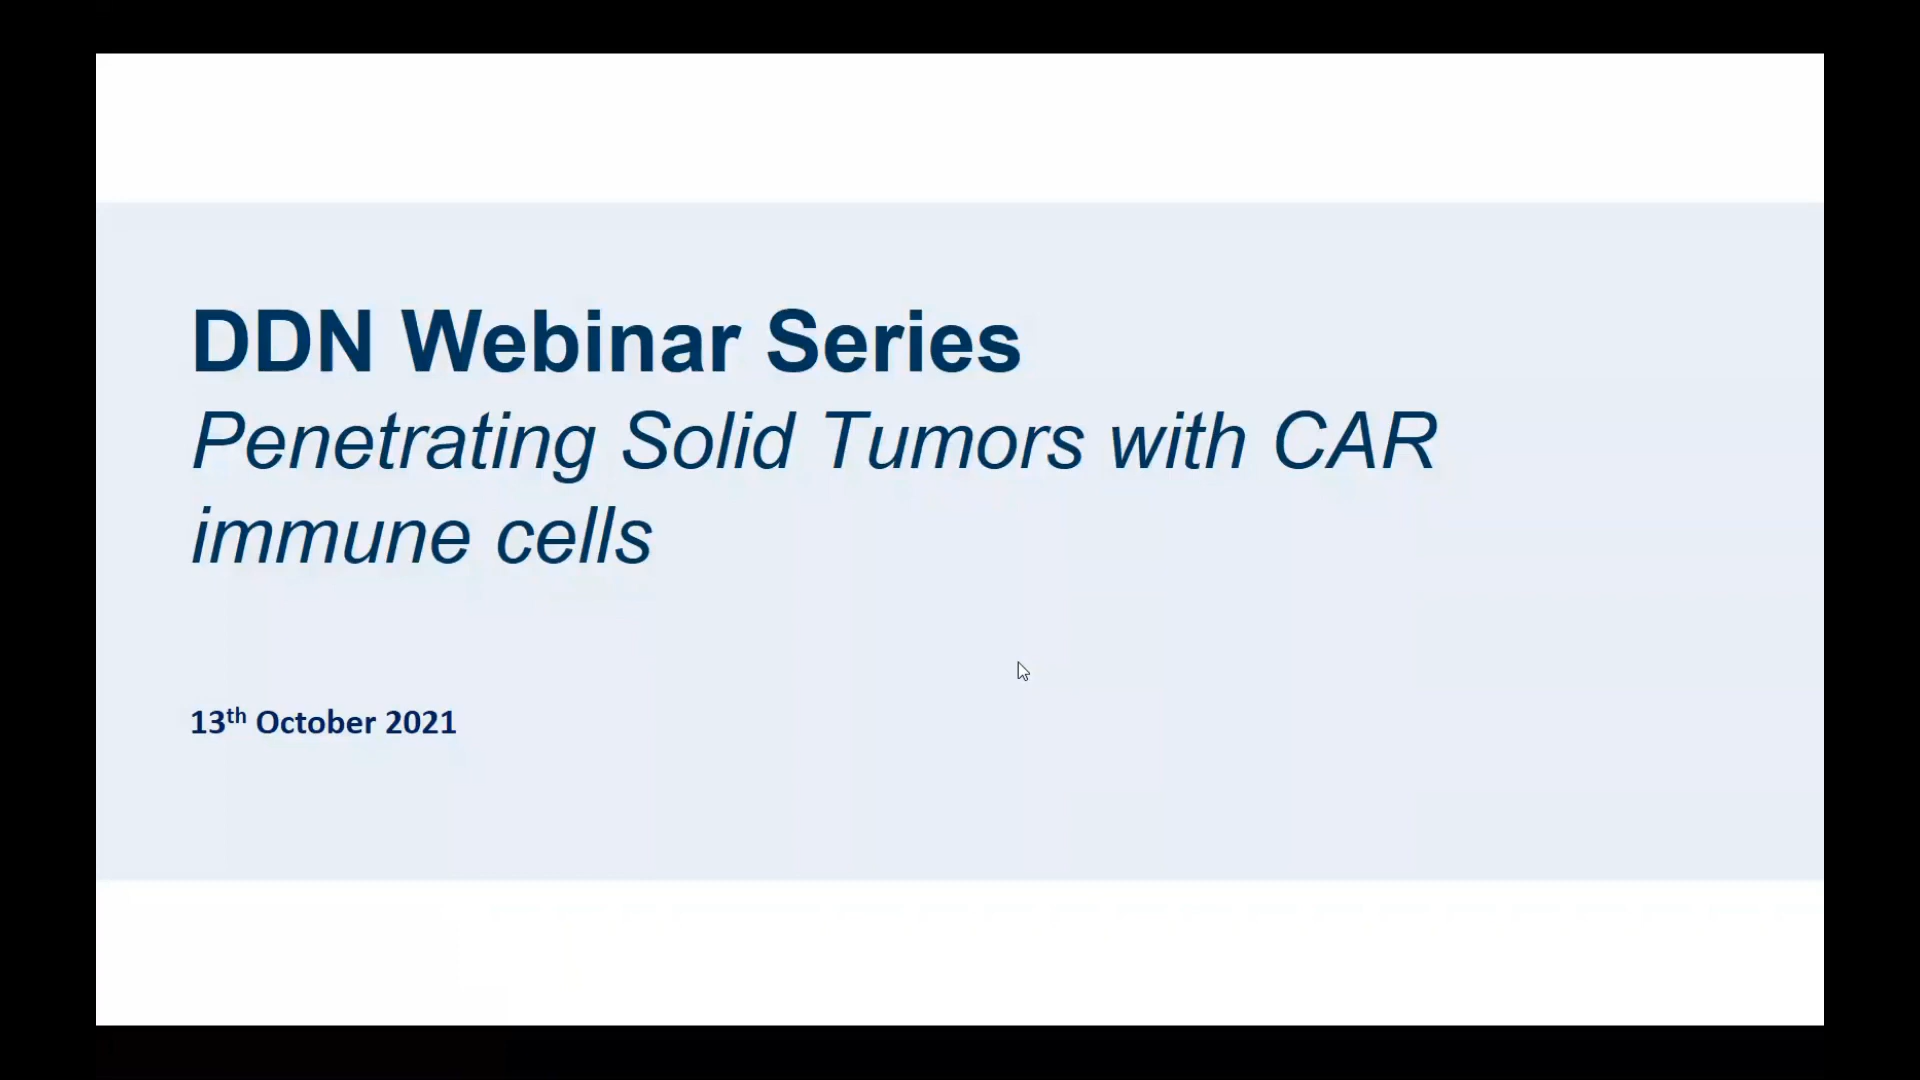 DDN Webinar Series
Penetrating Solid Tumors with CAR
immune cells
13th October 2021